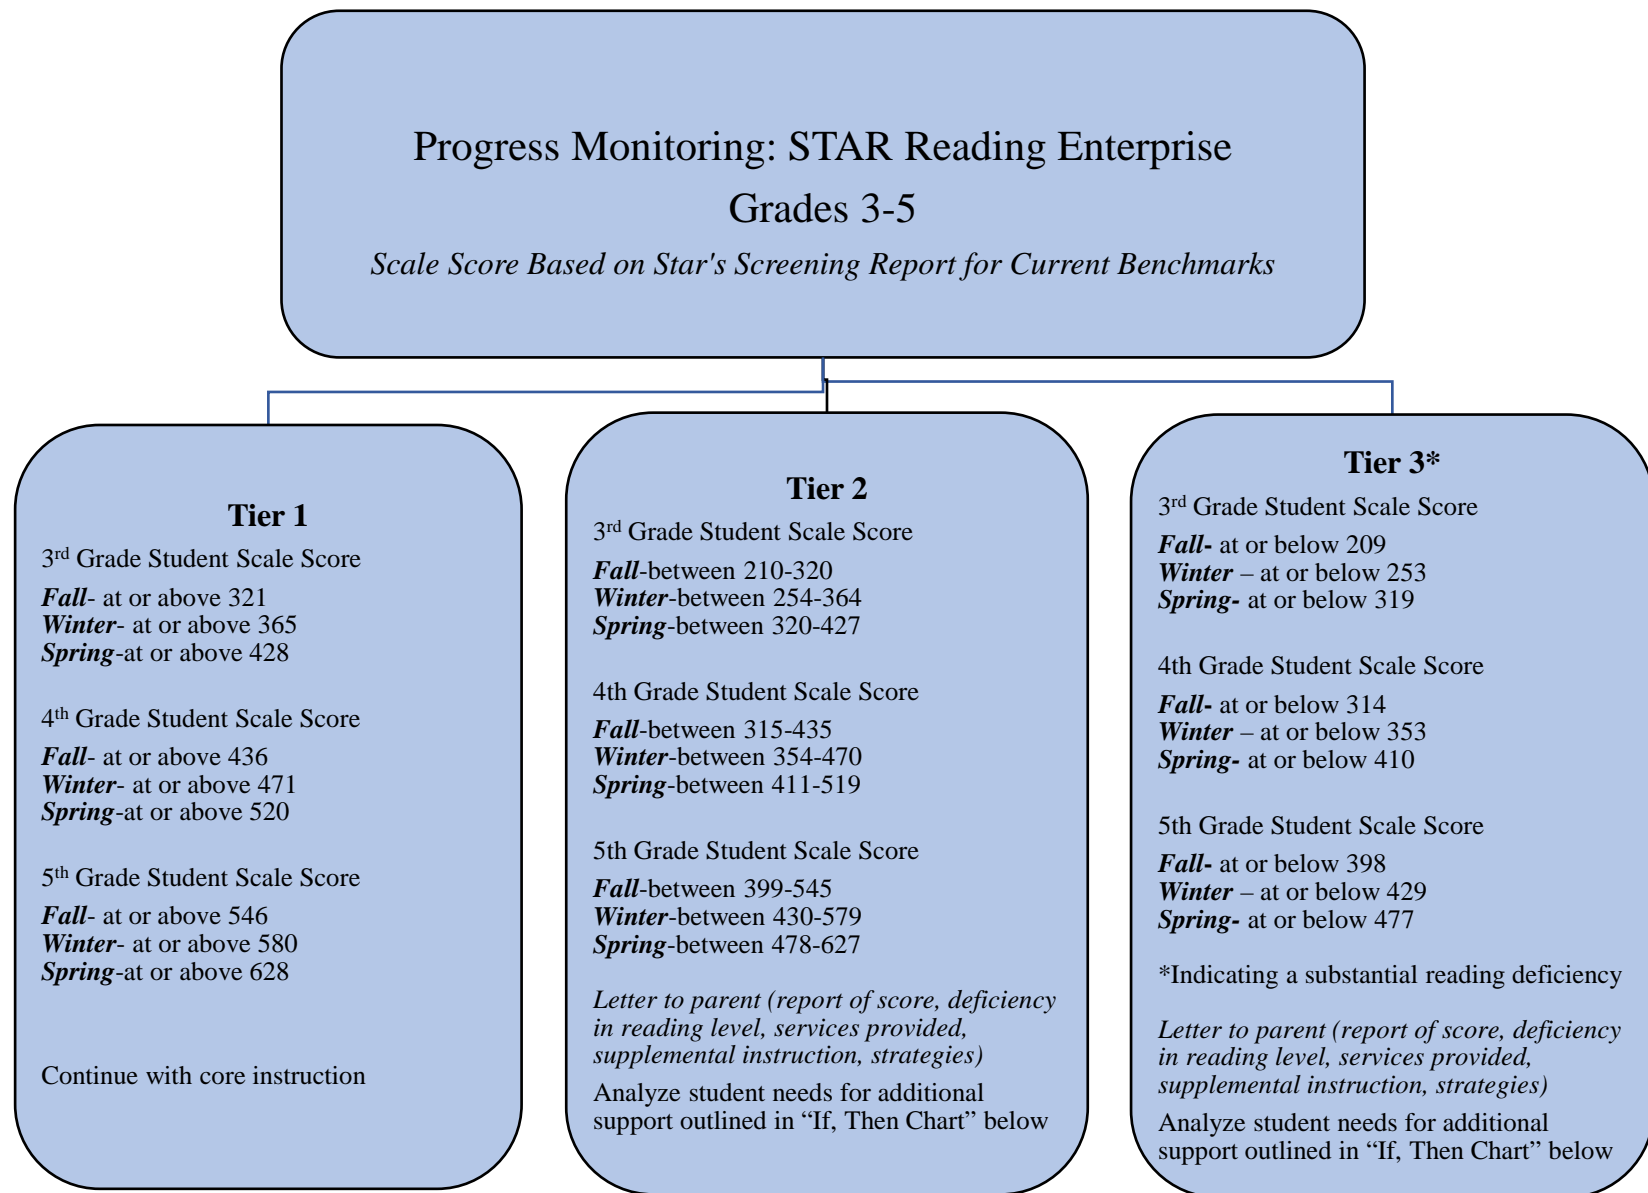 Progress Monitoring: STAR Reading Enterprise
Grades 3-5
Scale Score Based on Star's Screening Report for Current Benchmarks
Tier 1
3rd Grade Student Scale Score
Fall- at or above 321
Winter- at or above 365
Spring-at or above 428
4th Grade Student Scale Score
Fall- at or above 436
Winter- at or above 471
Spring-at or above 520
5th Grade Student Scale Score
Fall- at or above 546
Winter- at or above 580
Spring-at or above 628
Continue with core instruction
Tier 2
3rd Grade Student Scale Score
Fall-between 210-320
Winter-between 254-364
Spring-between 320-427
4th Grade Student Scale Score
Fall-between 315-435
Winter-between 354-470
Spring-between 411-519
5th Grade Student Scale Score
Fall-between 399-545
Winter-between 430-579
Spring-between 478-627
Letter to parent (report of score, deficiency
in reading level, services provided,
supplemental instruction, strategies)
Analyze student needs for additional
support outlined in “If, Then Chart” below
Tier 3*
3rd Grade Student Scale Score
Fall- at or below 209
Winter – at or below 253
Spring- at or below 319
4th Grade Student Scale Score
Fall- at or below 314
Winter – at or below 353
Spring- at or below 410
5th Grade Student Scale Score
Fall- at or below 398
Winter – at or below 429
Spring- at or below 477
*Indicating a substantial reading deficiency
Letter to parent (report of score, deficiency
in reading level, services provided,
supplemental instruction, strategies)
Analyze student needs for additional
support outlined in “If, Then Chart” below